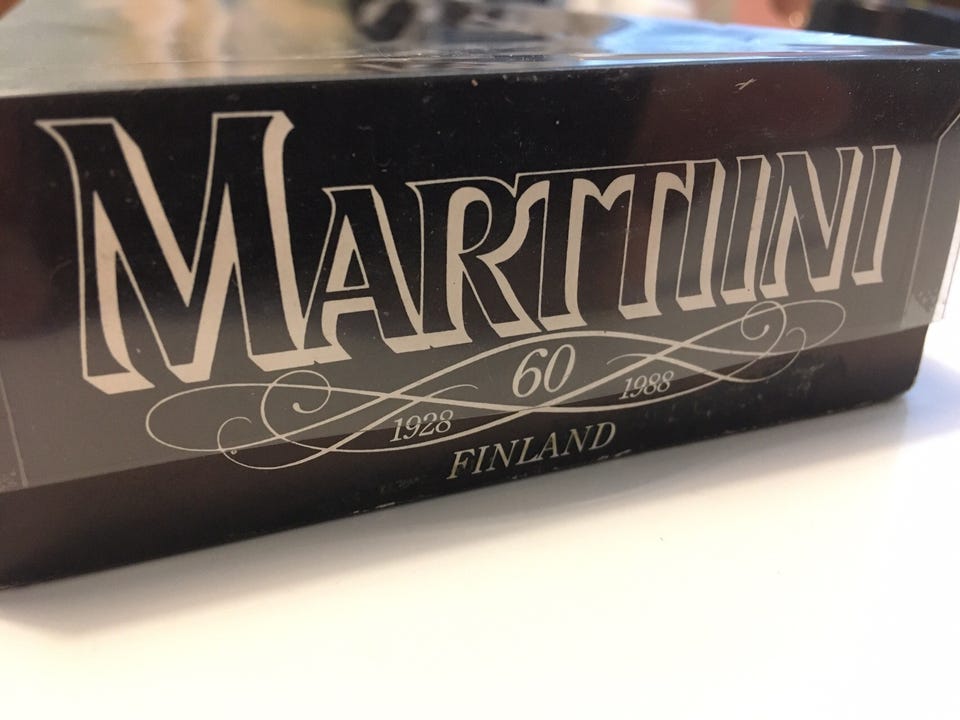 MARTTIINI
60
1928 1988
FINLAND